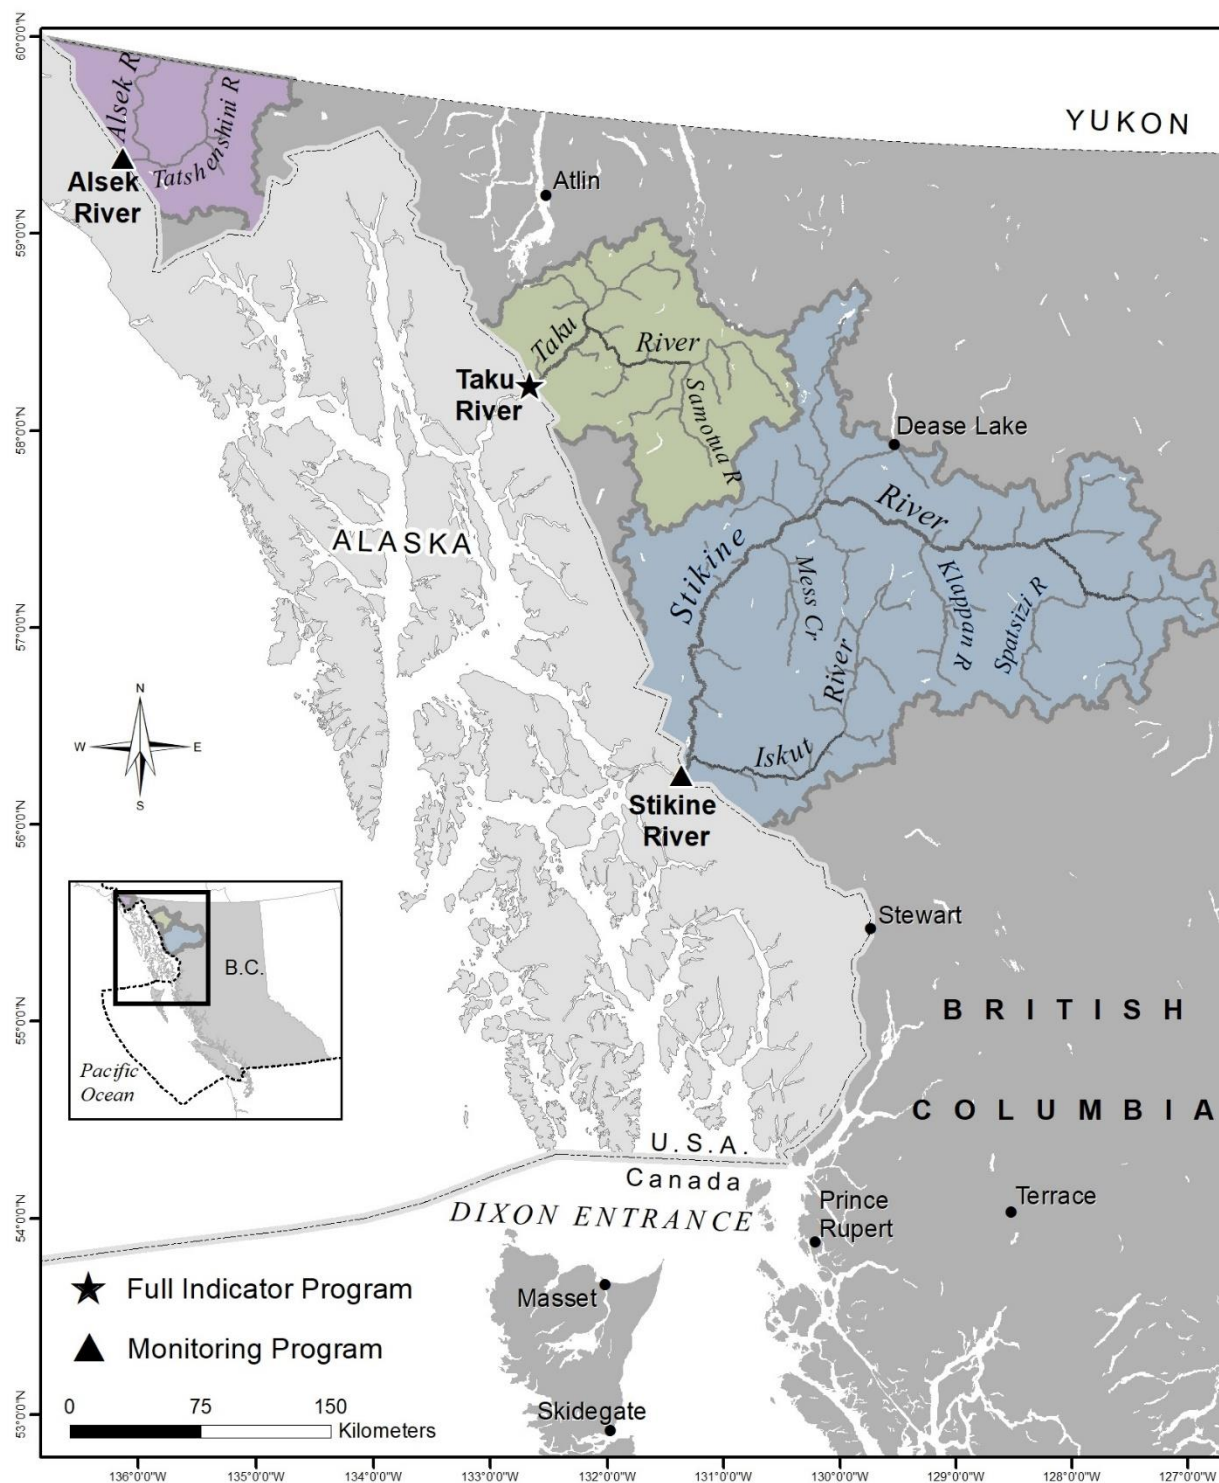 YUKON
Alsek R
Tatshenshini R
Alsek
River
Atlin
Taku
River
Samotua R
Taku
River
Dease Lake
ALASKA
Stikine
River
Mess Cr
Klappan R
Spatsizi R
River
Iskut
Stikine
River
N
W
E
S
Stewart
B.C.
Pacific
Ocean
BRITISH
COLUMBIA
U.S.A.
Canada
DIXON ENTRANCE
Prince
Rupert
Terrace
Masset
Skidegate
Full Indicator Program
Monitoring Program
0 75 150
Kilometers
60°0'0"N
59°0'0"N
58°0'0"N
57°0'0"N
56°0'0"N
55°0'0"N
54°0'0"N
53°0'0"N
136°0'0"W 135°0'0"W 134°0'0"W 133°0'0"W 132°0'0"W 131°0'0"W 130°0'0"W 129°0'0"W 128°0'0"W 127°0'0"W